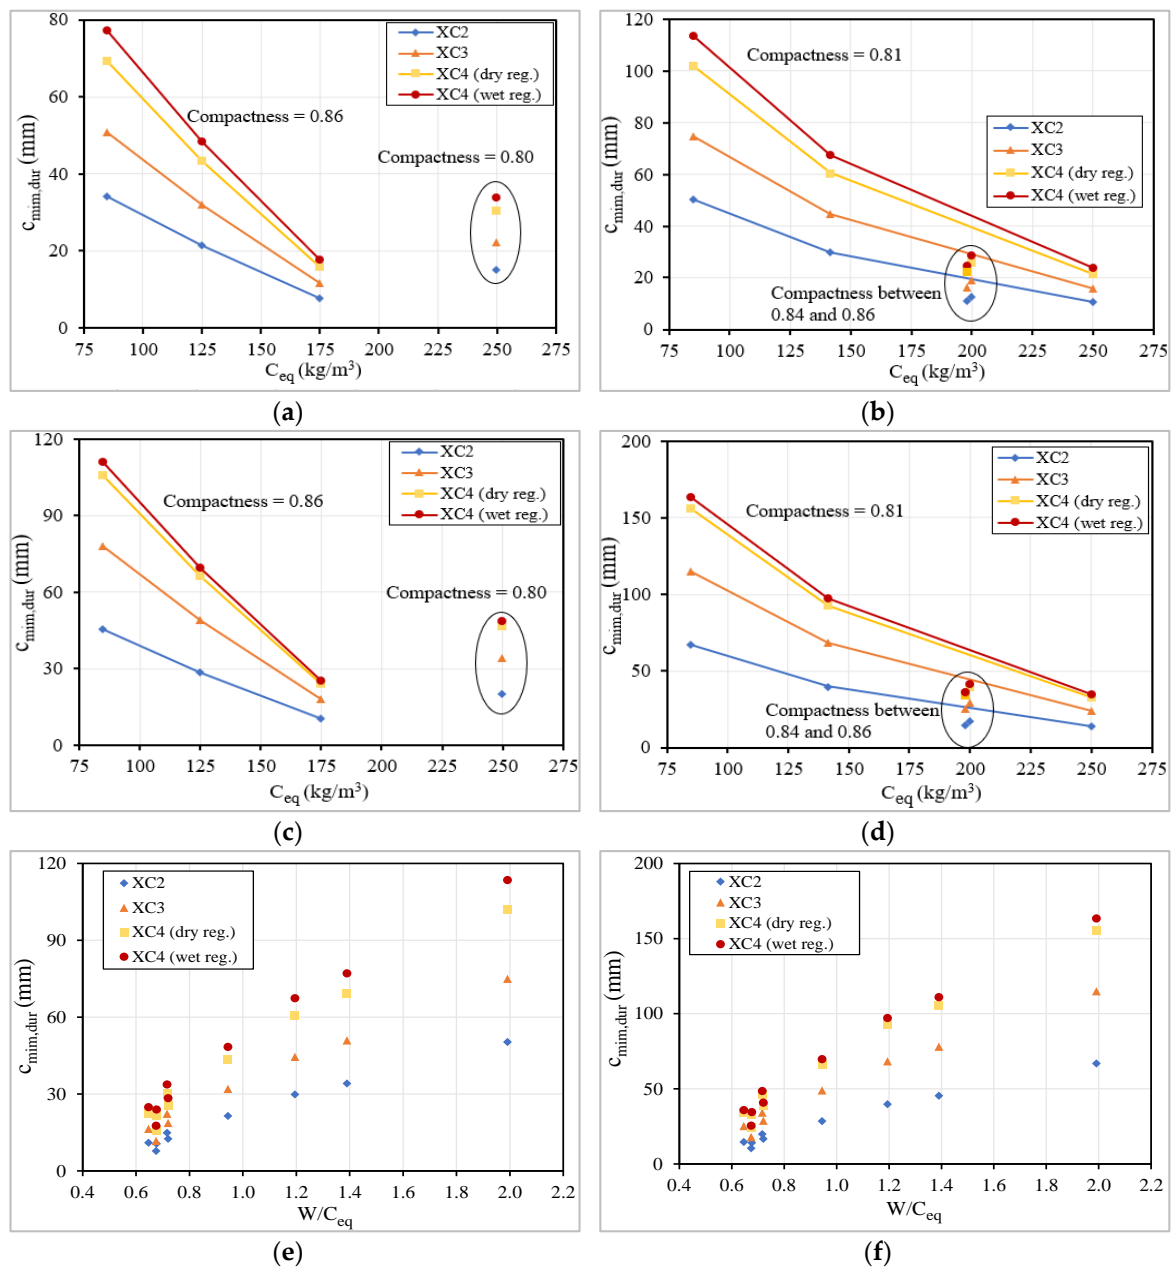 80
60
40
20
0
75 100 125 150 175 200 225 250 275
c_mim,dur (mm)
C_eq (kg/m³)
XC2
XC3
XC4 (dry reg.)
XC4 (wet reg.)
Compactness = 0.86
Compactness = 0.80
(a)
120
100
80
60
40
20
0
75 100 125 150 175 200 225 250 275
c_mim,dur (mm)
C_eq (kg/m³)
Compactness = 0.81
XC2
XC3
XC4 (dry reg.)
XC4 (wet reg.)
Compactness between
0.84 and 0.86
(b)
120
90
60
30
0
75 100 125 150 175 200 225 250 275
c_mim,dur (mm)
C_eq (kg/m³)
XC2
XC3
XC4 (dry reg.)
XC4 (wet reg.)
Compactness = 0.86
Compactness = 0.80
(c)
200
150
100
50
0
75 100 125 150 175 200 225 250 275
c_mim,dur (mm)
C_eq (kg/m³)
XC2
XC3
XC4 (dry reg.)
XC4 (wet reg.)
Compactness = 0.81
Compactness between
0.84 and 0.86
(d)
120
90
60
30
0
0.4 0.6 0.8 1.0 1.2 1.4 1.6 1.8 2.0 2.2
c_mim,dur (mm)
W/C_eq
XC2
XC3
XC4 (dry reg.)
XC4 (wet reg.)
(e)
200
150
100
50
0
0.4 0.6 0.8 1.0 1.2 1.4 1.6 1.8 2.0 2.2
c_mim,dur (mm)
W/C_eq
XC2
XC3
XC4 (dry reg.)
XC4 (wet reg.)
(f)